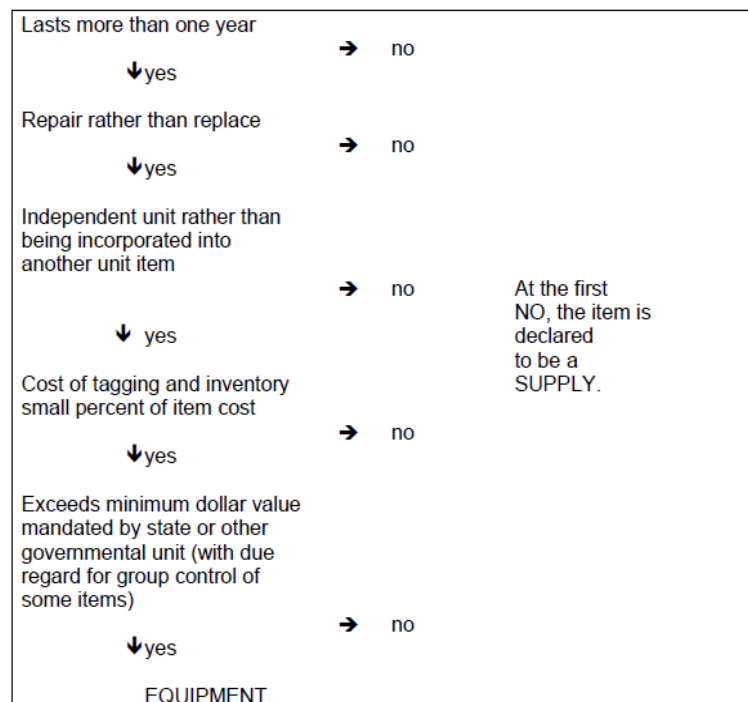 Lasts more than one year
➔ no
🡻yes
Repair rather than replace
➔ no
🡻yes
Independent unit rather than
being incorporated into
another unit item
➔ no
🡻 yes
At the first
NO, the item is
declared
to be a
SUPPLY.
Cost of tagging and inventory
small percent of item cost
➔ no
🡻yes
Exceeds minimum dollar value
mandated by state or other
governmental unit (with due
regard for group control of
some items)
➔ no
🡻yes
EQUIPMENT